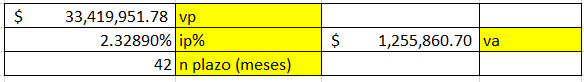 $ 33,419,951.78 vp
2.32890% ip% $ 1,255,860.70 va
42 n plazo (meses)